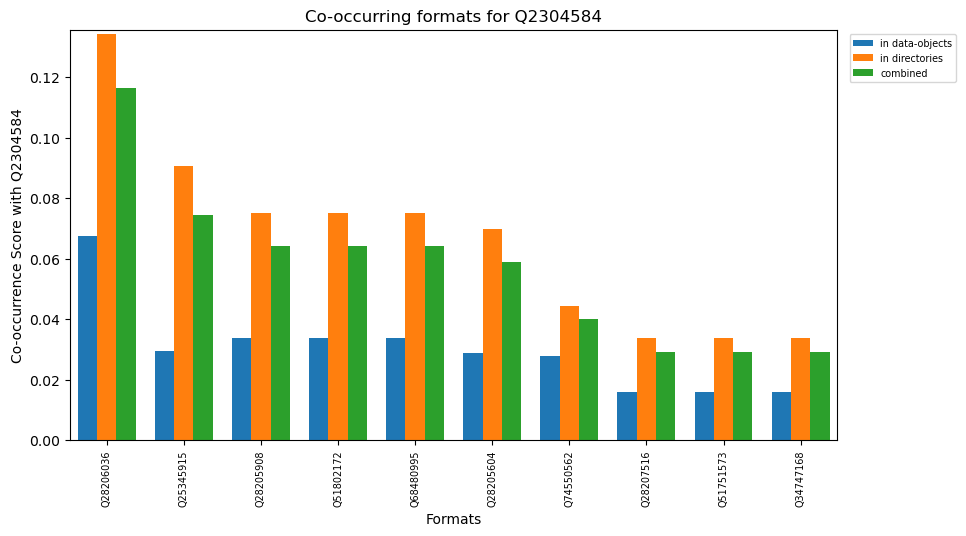 Co-occurring formats for Q2304584
in data-objects
in directories
combined
Co-occurrence Score with Q2304584
0.12
0.10
0.08
0.06
0.04
0.02
0.00
Q28206036
Q25345915
Q28205908
Q51802172
Q68480995
Q28205604
Q74550562
Q28207516
Q51751573
Q34747168
Formats